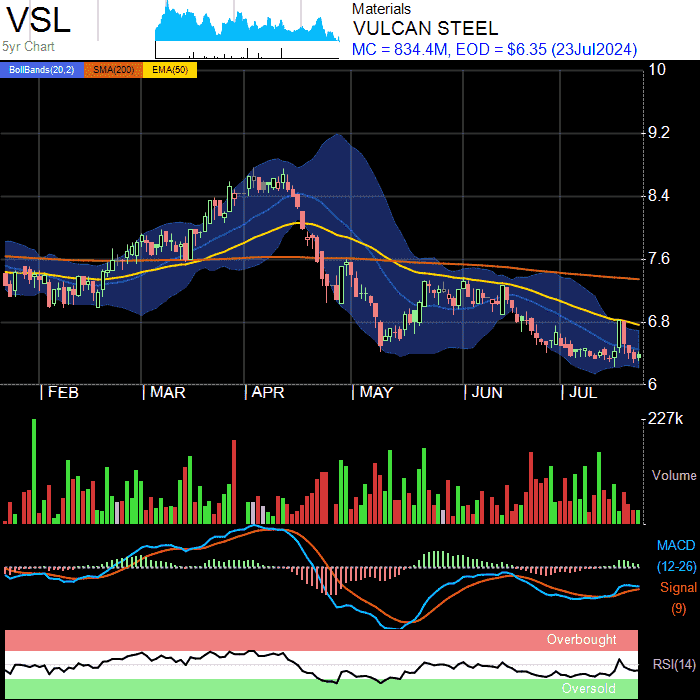 VSL
5yr Chart
Materials
VULCAN STEEL
MC = 834.4M, EOD = $6.35 (23Jul2024)
BollBands(20,2) SMA(200) EMA(50)
10
9.2
8.4
7.6
6.8
6
FEB MAR APR MAY JUN JUL
227k
Volume
MACD
(12-26)
Signal
(9)
Overbought
RSI(14)
Oversold